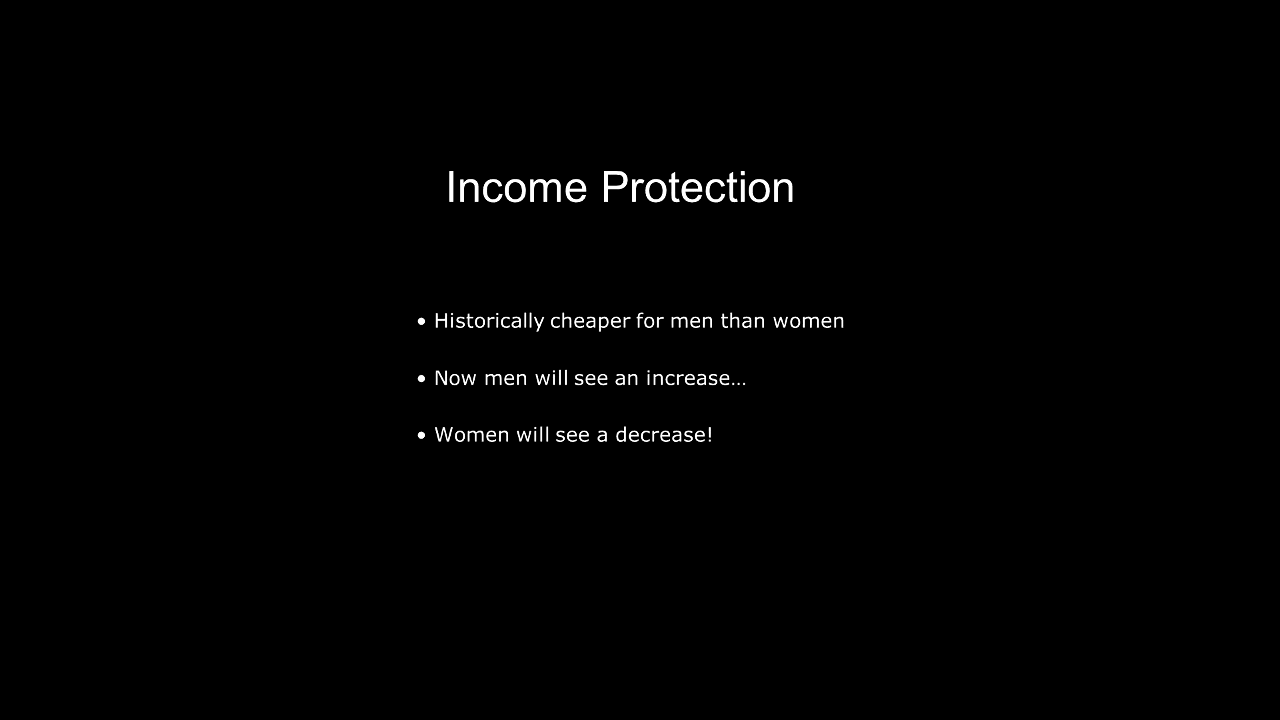 Income Protection
• Historically cheaper for men than women
• Now men will see an increase…
• Women will see a decrease!